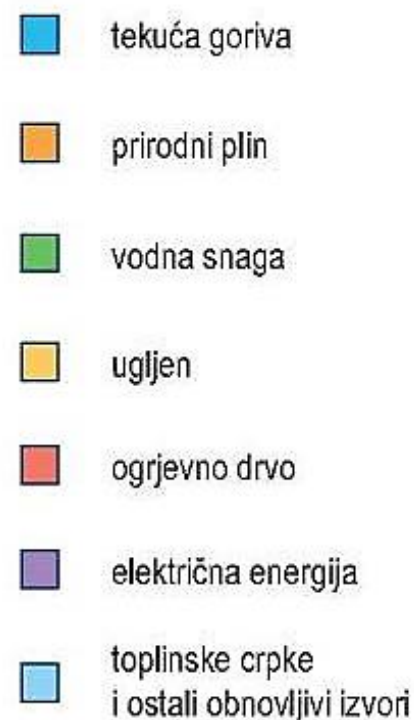 tekuća goriva
prirodni plin
vodna snaga
ugljen
ogrjevno drvo
električna energija
toplinske crpke
i ostali obnovljivi izvori